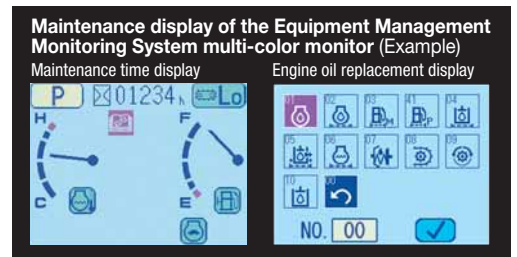 Maintenance display of the Equipment Management
Monitoring System multi-color monitor (Example)
Maintenance time display
Engine oil replacement display
P 01234 h Lo
H F
C E
01 02 03 41 04
05 06 07 08 09
10
NO. 00